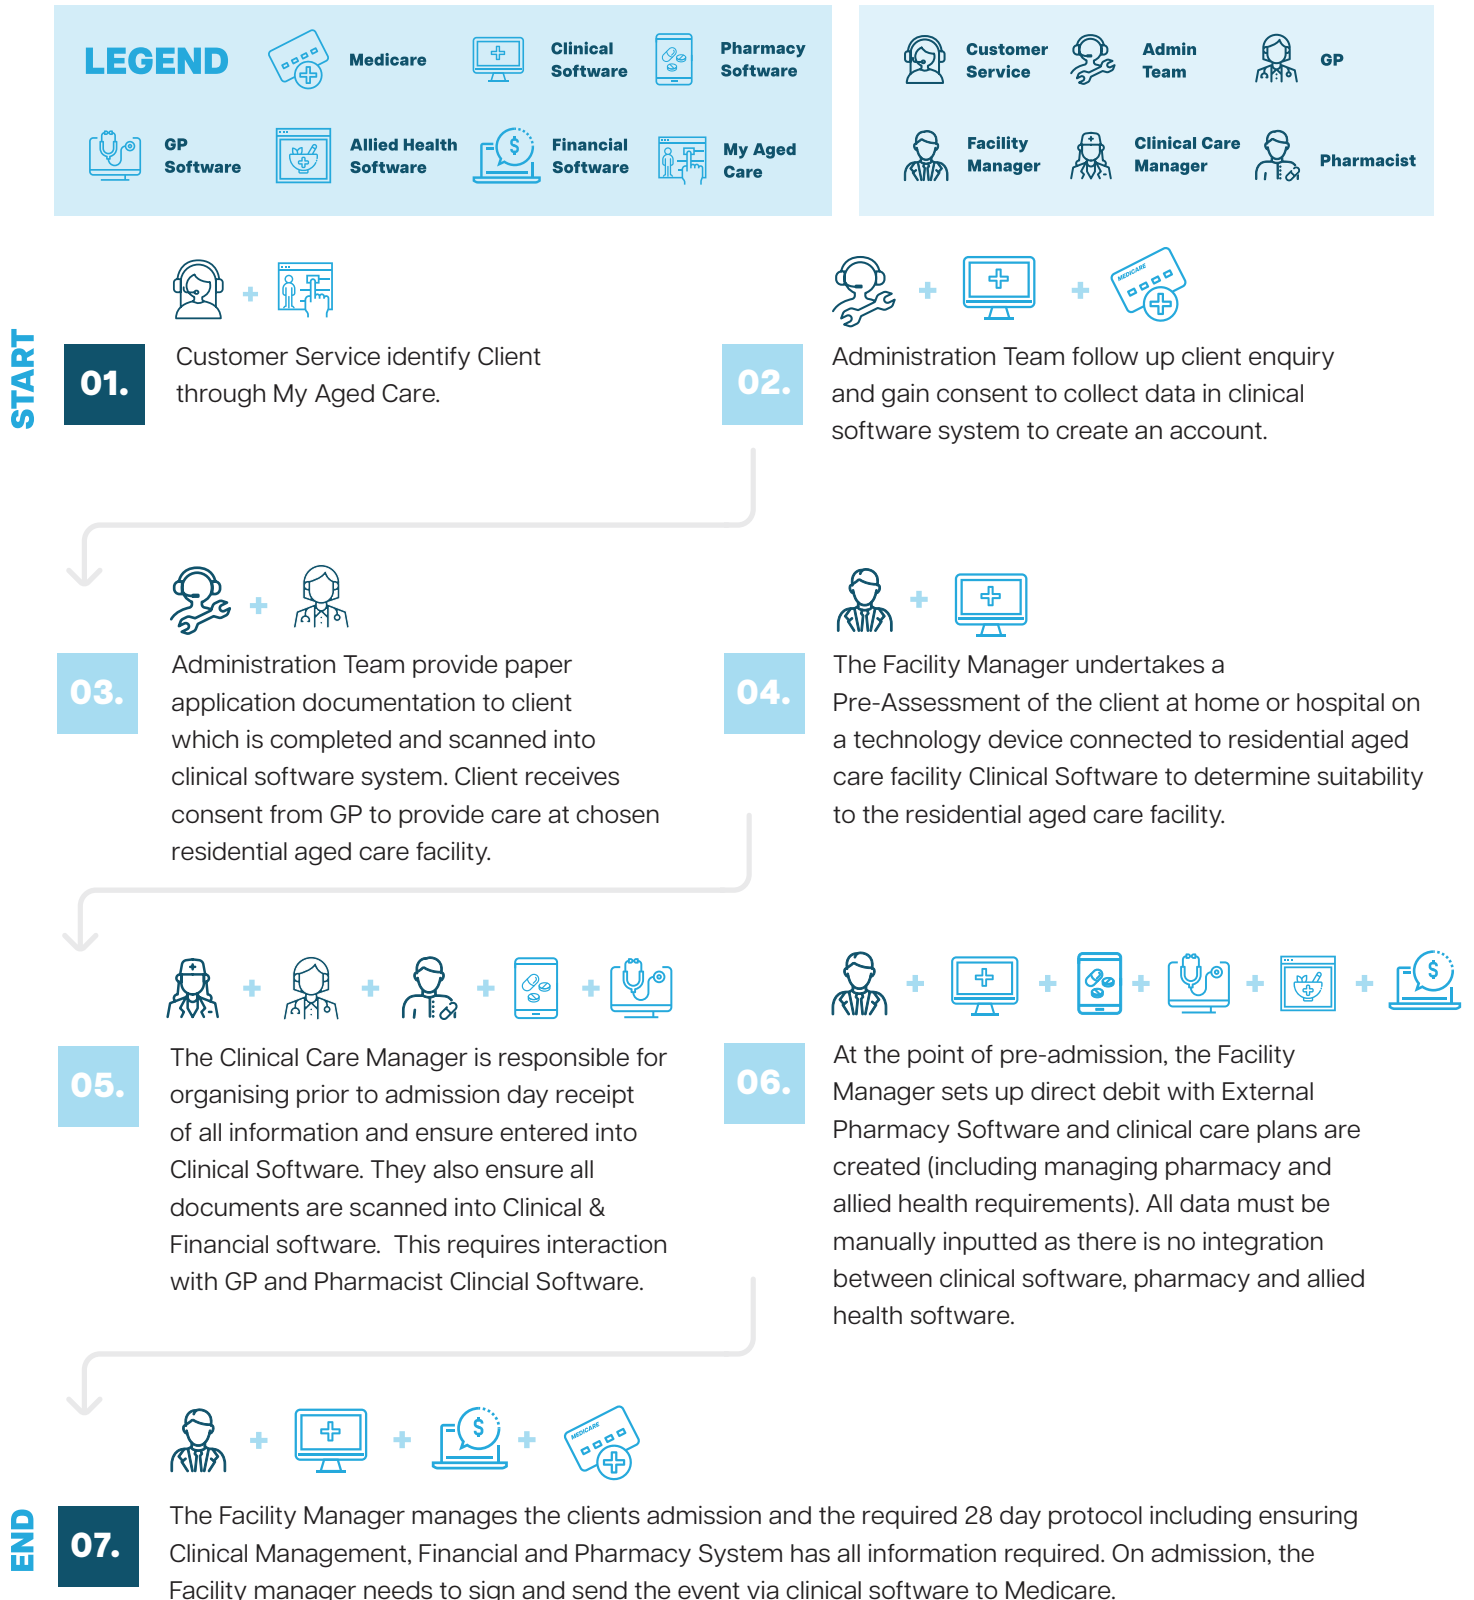 LEGEND
Medicare
Clinical
Software
Pharmacy
Software
GP
Software
Allied Health
Software
Financial
Software
My Aged
Care
Customer
Service
Admin
Team
GP
Facility
Manager
Clinical Care
Manager
Pharmacist
START
01.
Customer Service identify Client
through My Aged Care.
MEDICARE
02.
Administration Team follow up client enquiry
and gain consent to collect data in clinical
software system to create an account.
03.
Administration Team provide paper
application documentation to client
which is completed and scanned into
clinical software system. Client receives
consent from GP to provide care at chosen
residential aged care facility.
04.
The Facility Manager undertakes a
Pre-Assessment of the client at home or hospital on
a technology device connected to residential aged
care facility Clinical Software to determine suitability
to the residential aged care facility.
05.
The Clinical Care Manager is responsible for
organising prior to admission day receipt
of all information and ensure entered into
Clinical Software. They also ensure all
documents are scanned into Clinical &
Financial software.  This requires interaction
with GP and Pharmacist Clincial Software.
06.
At the point of pre-admission, the Facility
Manager sets up direct debit with External
Pharmacy Software and clinical care plans are
created (including managing pharmacy and
allied health requirements). All data must be
manually inputted as there is no integration
between clinical software, pharmacy and allied
health software.
MEDICARE
END
07.
The Facility Manager manages the clients admission and the required 28 day protocol including ensuring
Clinical Management, Financial and Pharmacy System has all information required. On admission, the
Facility manager needs to sign and send the event via clinical software to Medicare.